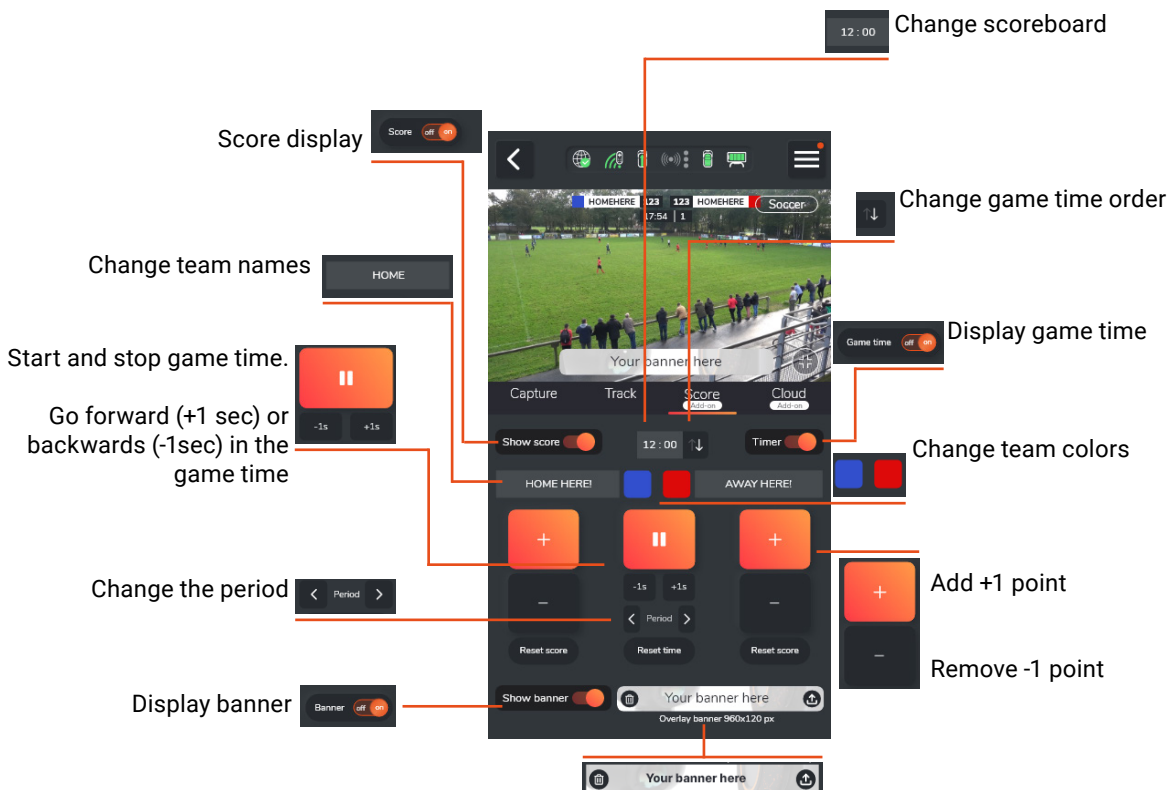 12 : 00
Change scoreboard
Score display
Score off on
HOMEHERE 123 123 HOMEHERE
Soccer
17:54 1
Change game time order
Change team names
HOME
Start and stop game time.
-1s +1s
Go forward (+1 sec) or
backwards (-1sec) in the
game time
Game time off on
Display game time
Your banner here
Capture Track Score Cloud
Add-on Add-on
Show score
12 : 00
Timer
Change team colors
HOME HERE!
AWAY HERE!
+
+
-1s +1s
–
–
Change the period
< Period >
< Period >
Reset score
Reset time
Reset score
+
Add +1 point
–
Remove -1 point
Display banner
Banner off on
Show banner
Your banner here
Overlay banner 960x120 px
Your banner here